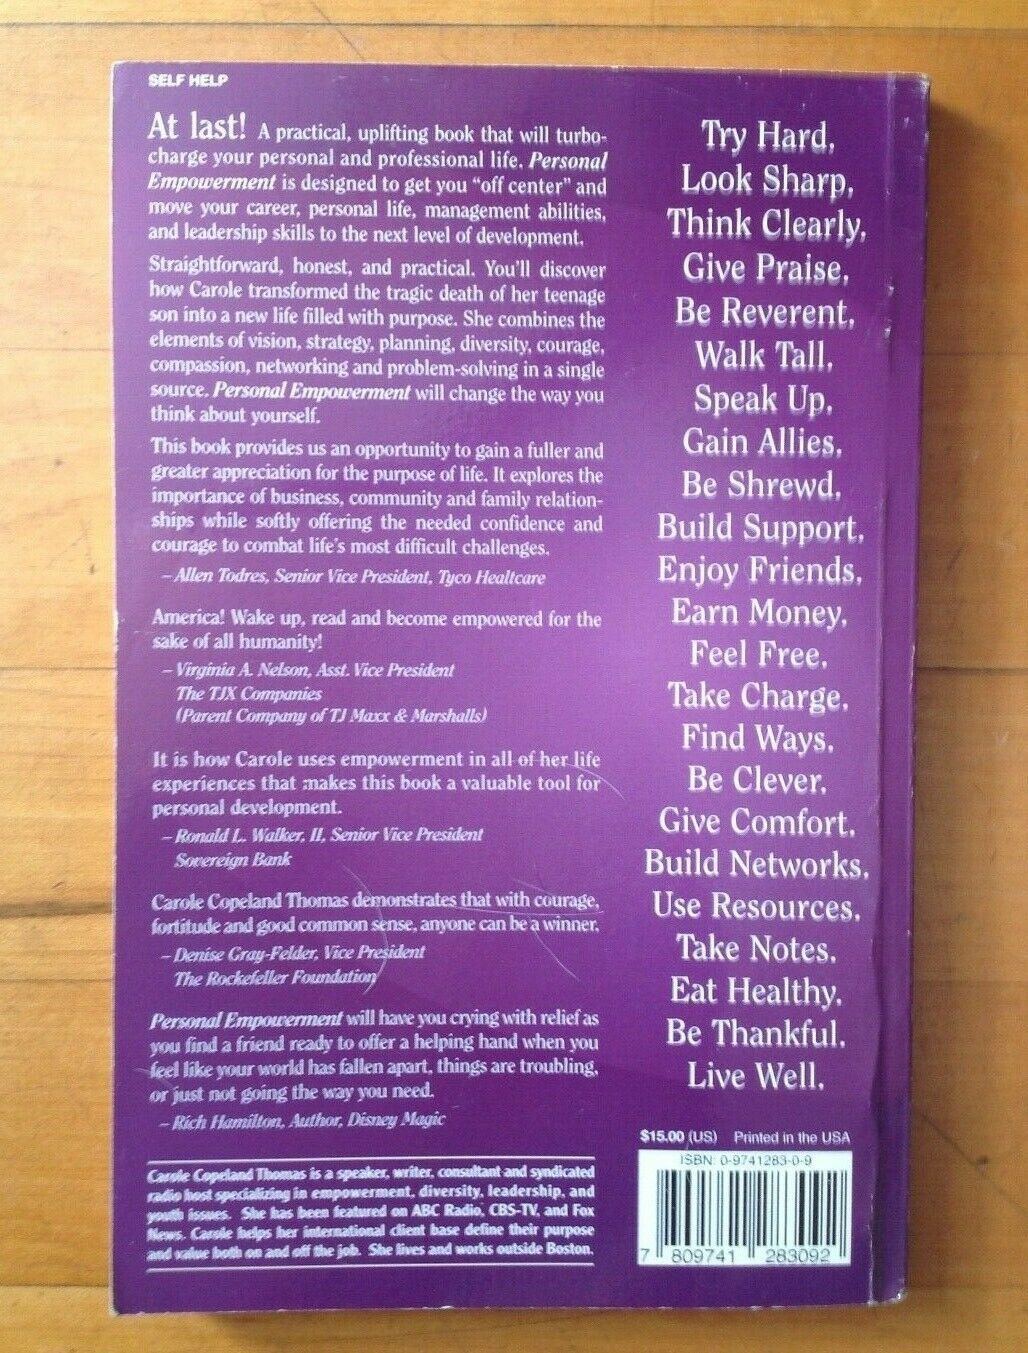 SELF HELP
At last! A practical, uplifting book that will turbo-
charge your personal and professional life. Personal
Empowerment is designed to get you "off center" and
move your career, personal life, management abilities,
and leadership skills to the next level of development.
Straightforward, honest, and practical. You'll discover
how Carole transformed the tragic death of her teenage
son into a new life filled with purpose. She combines the
elements of vision, strategy, planning, diversity, courage,
compassion, networking and problem-solving in a single
source. Personal Empowerment will change the way you
think about yourself.
This book provides us an opportunity to gain a fuller and
greater appreciation for the purpose of life. It explores the
importance of business, community and family relation-
ships while softly offering the needed confidence and
courage to combat life's most difficult challenges.
– Allen Todres, Senior Vice President, Tyco Healtcare
America! Wake up, read and become empowered for the
sake of all humanity!
– Virginia A. Nelson, Asst. Vice President
The TJX Companies
(Parent Company of TJ Maxx & Marshalls)
It is how Carole uses empowerment in all of her life
experiences that makes this book a valuable tool for
personal development.
– Ronald L. Walker, II, Senior Vice President
Sovereign Bank
Carole Copeland Thomas demonstrates that with courage,
fortitude and good common sense, anyone can be a winner.
– Denise Gray-Felder, Vice President
The Rockefeller Foundation
Personal Empowerment will have you crying with relief as
you find a friend ready to offer a helping hand when you
feel like your world has fallen apart, things are troubling,
or just not going the way you need.
– Rich Hamilton, Author, Disney Magic
Carole Copeland Thomas is a speaker, writer, consultant and syndicated
radio host specializing in empowerment, diversity, leadership, and
youth issues. She has been featured on ABC Radio, CBS-TV, and Fox
News. Carole helps her international client base define their purpose
and value both on and off the job. She lives and works outside Boston.
Try Hard.
Look Sharp.
Think Clearly.
Give Praise.
Be Reverent.
Walk Tall.
Speak Up.
Gain Allies.
Be Shrewd.
Build Support.
Enjoy Friends.
Earn Money.
Feel Free.
Take Charge.
Find Ways.
Be Clever.
Give Comfort.
Build Networks.
Use Resources.
Take Notes.
Eat Healthy.
Be Thankful.
Live Well.
$15.00 (US) Printed in the USA
ISBN: 0-9741283-0-9
7 809741 283092